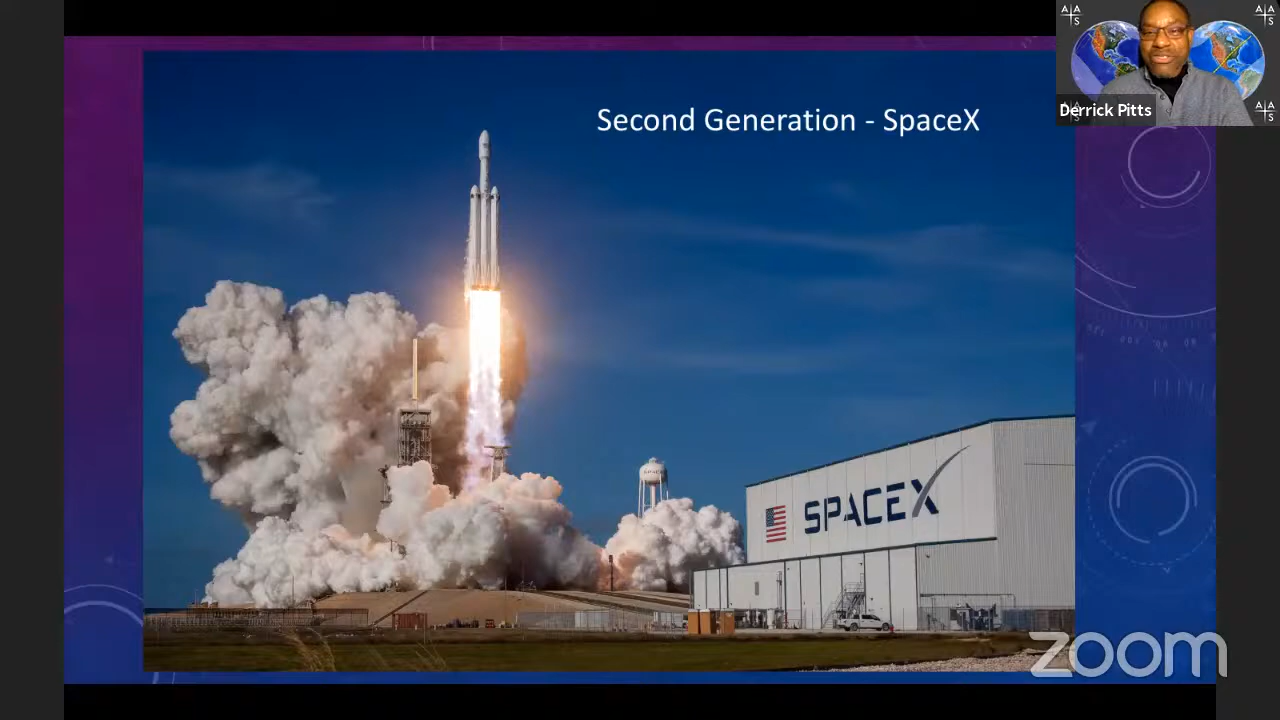 A A
S
A A
S
Derrick Pitts
A A
S
Second Generation - SpaceX
SPACEX
zoom